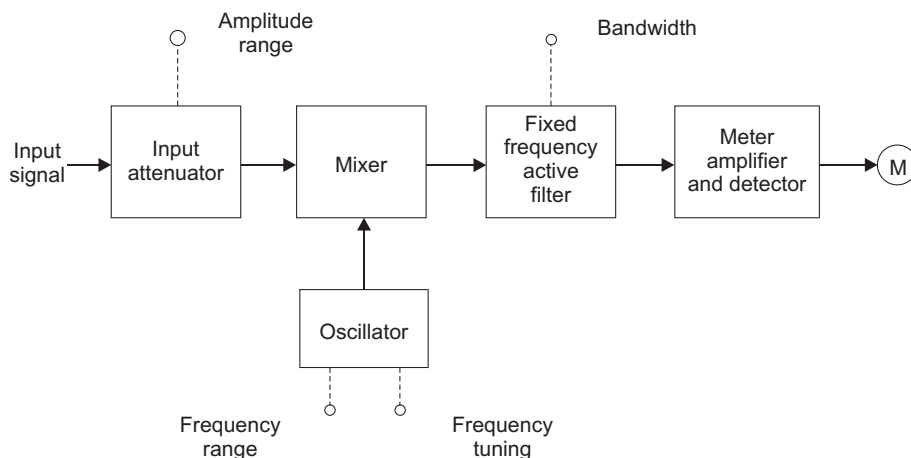 Amplitude
range
Bandwidth
Input
signal
Input
attenuator
Mixer
Fixed
frequency
active
filter
Meter
amplifier
and detector
M
Oscillator
Frequency
range
Frequency
tuning